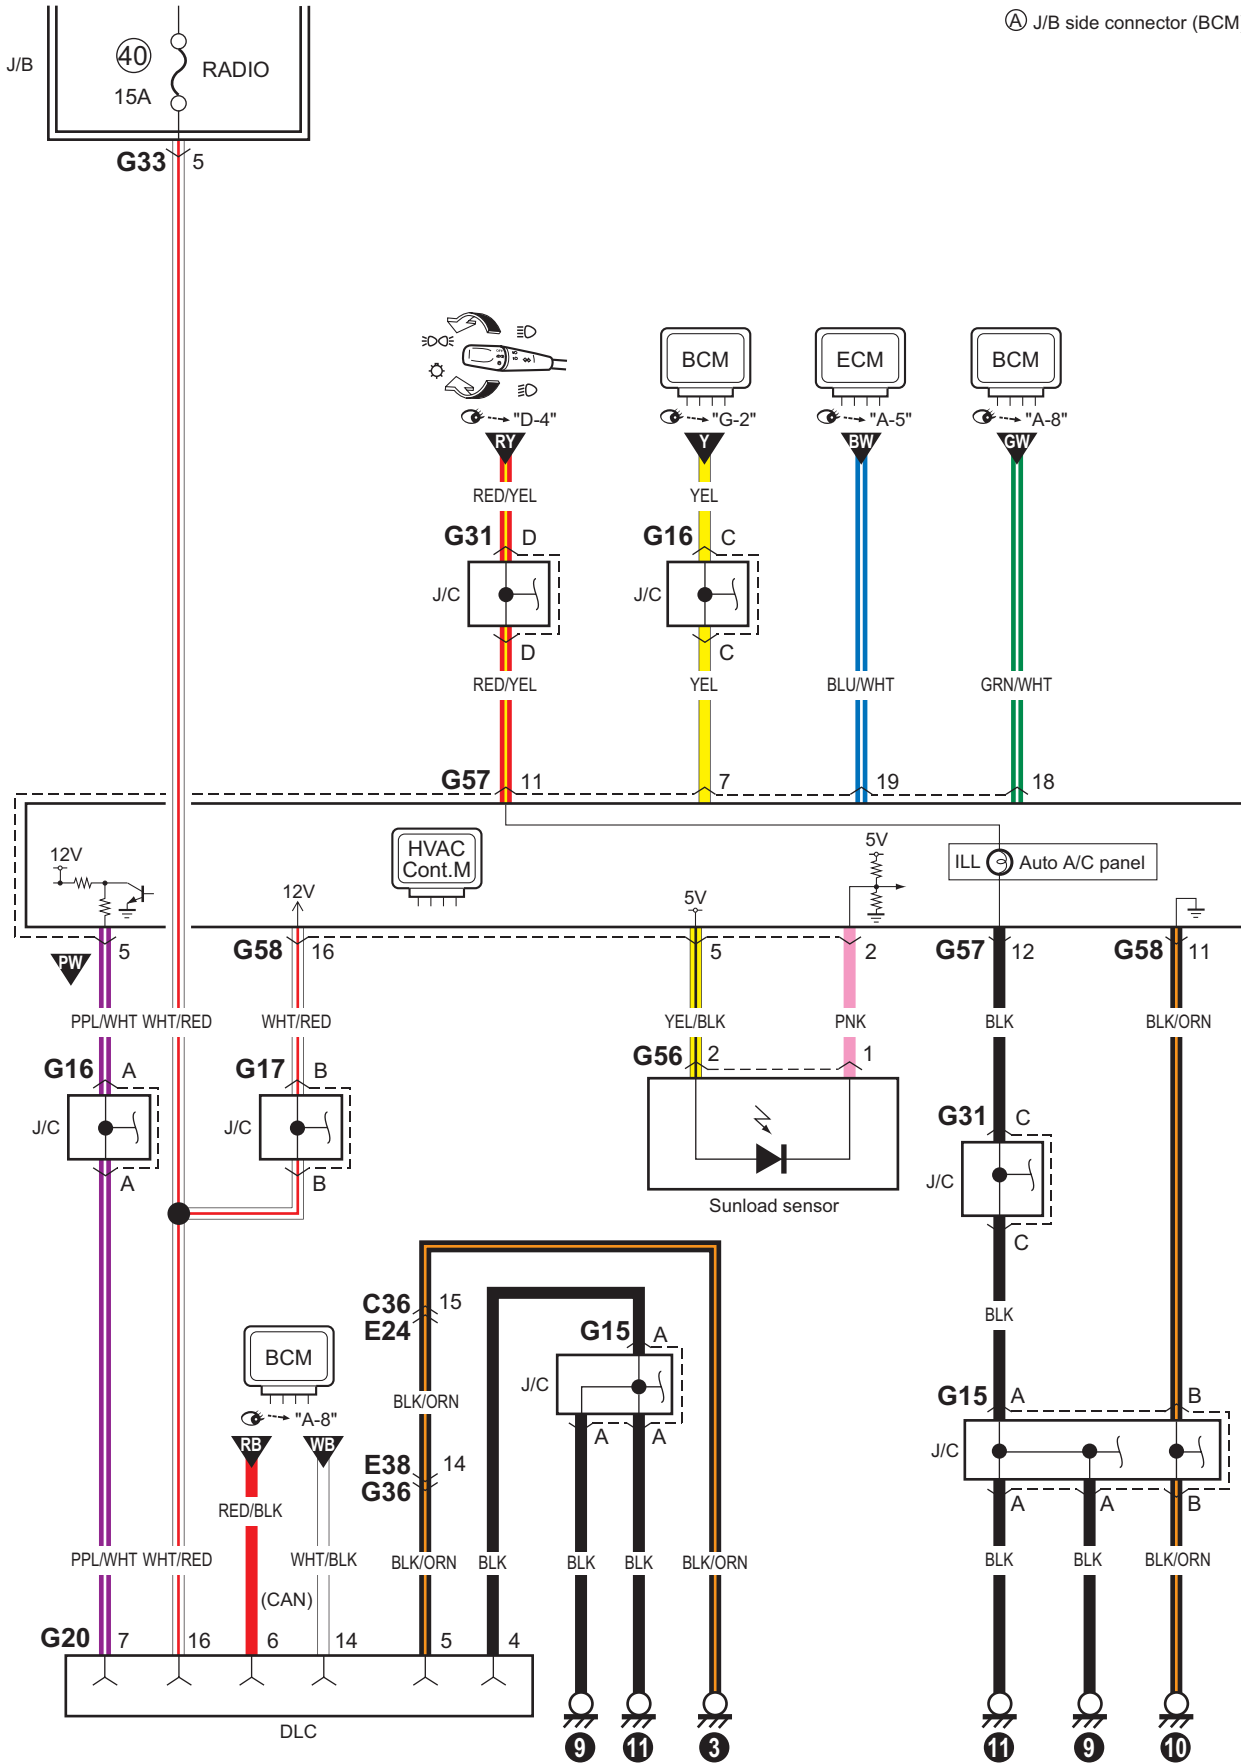 Ⓐ J/B side connector (BCM
J/B
40
15A
RADIO
G33 5
BCM ECM BCM
"D-4" "G-2" "A-5" "A-8"
RY Y BW GW
RED/YEL YEL
G31 D G16 C
J/C J/C
D C
RED/YEL YEL BLU/WHT GRN/WHT
G57 11 7 19 18
HVAC
Cont.M
12V 12V 5V 5V
ILL Auto A/C panel
PW 5 G58 16 5 2 G57 12 G58 11
PPL/WHT WHT/RED WHT/RED YEL/BLK PNK BLK BLK/ORN
G16 A G17 B G56 2 1
J/C J/C
A B
Sunload sensor
G31 C
J/C
C
BLK
C36 15
E24
G15 A
J/C
A A
BCM
"A-8"
RB WB
BLK/ORN
E38 14
G36
G15 A B
J/C
A A B
RED/BLK
PPL/WHT WHT/RED WHT/BLK BLK/ORN BLK BLK BLK BLK/ORN BLK BLK BLK/ORN
(CAN)
G20 7 16 6 14 5 4
DLC
9 11 3 11 9 10